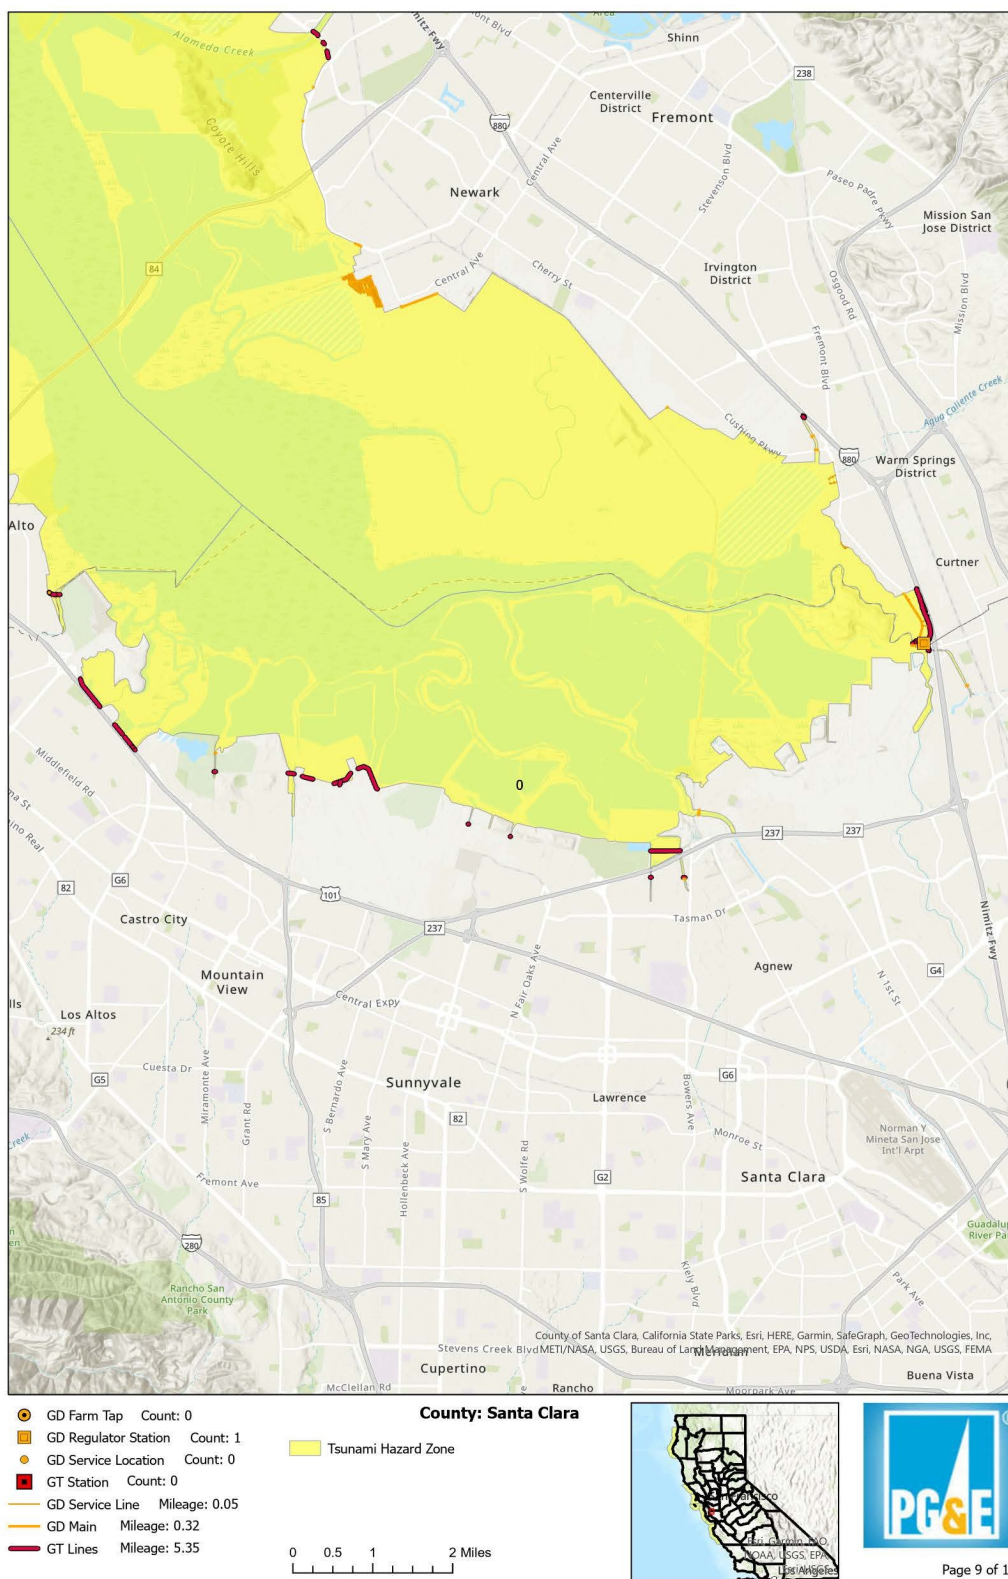 Nimitz Fwy
Shinn
Area
Alameda Creek
238
Centerville
District
Fremont
880
Coyote Hills
Central Ave
Stevenson Blvd
Paseo Padre Pkwy
Newark
Mission San
Jose District
84
Central Ave
Cherry St
Irvington
District
Osgood Rd
Mission Blvd
Fremont Blvd
Agua Caliente Creek
Cushing Pkwy
880
Warm Springs
District
Alto
Curtner
Middlefield Rd
0
237
237
82
G6
101
237
Tasman Dr
Castro City
Nimitz Fwy
N Fair Oaks Ave
Agnew
Mountain
View
G4
N 1st St
Central Expy
Los Altos
234 ft
Cuesta Dr
G5
Miramonte Ave
Grant Rd
S Bernardo Ave
S Mary Ave
Sunnyvale
82
Lawrence
Bowers Ave
G6
Hollenbeck Ave
S Wolfe Rd
Monroe St
Norman Y
Mineta San Jose
Int'l Arpt
Fremont Ave
85
G2
Santa Clara
Creek
280
Guadalup
River Pa
Rancho San
Antonio County
Park
Kiely Blvd
Park Ave
County of Santa Clara, California State Parks, Esri, HERE, Garmin, SafeGraph, GeoTechnologies, Inc,
METI/NASA, USGS, Bureau of Land Management, EPA, NPS, USDA, Esri, NASA, NGA, USGS, FEMA
Stevens Creek Blvd
Meridian
Cupertino
Buena Vista
McClellan Rd
Rancho
Moorpark Ave
GD Farm Tap Count: 0
GD Regulator Station Count: 1
GD Service Location Count: 0
GT Station Count: 0
GD Service Line Mileage: 0.05
GD Main Mileage: 0.32
GT Lines Mileage: 5.35
County: Santa Clara
Tsunami Hazard Zone
0 0.5 1 2 Miles
Los Angeles
PG&E
Page 9 of 1